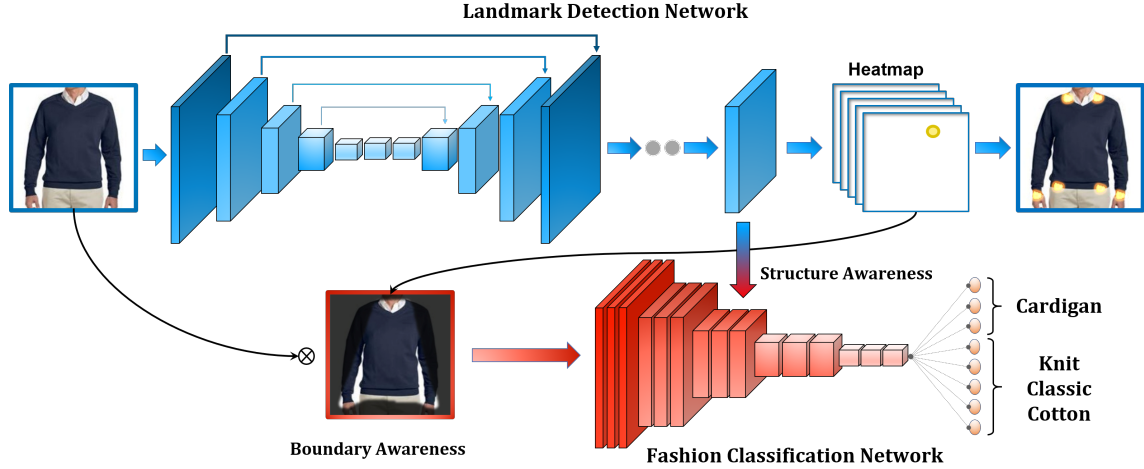 Landmark Detection Network
Heatmap
Structure Awareness
Cardigan
Knit
Classic
Cotton
Boundary Awareness
Fashion Classification Network